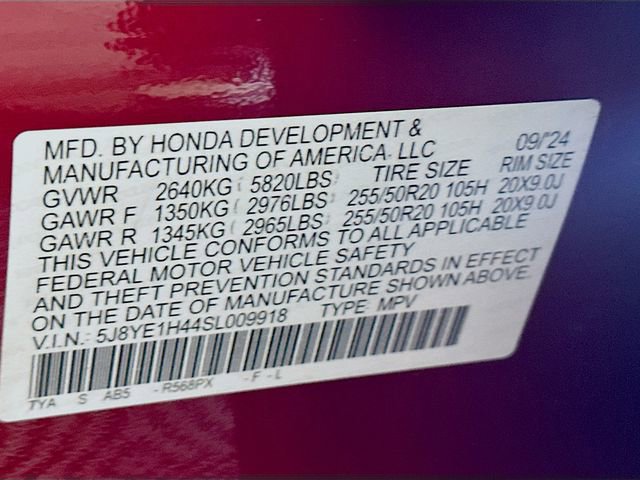 MFD. BY HONDA DEVELOPMENT &
MANUFACTURING OF AMERICA, LLC 09/'24
GVWR 2640KG ( 5820LBS) TIRE SIZE RIM SIZE
GAWR F 1350KG ( 2976LBS) 255/50R20 105H 20X9.0J
GAWR R 1345KG ( 2965LBS) 255/50R20 105H 20X9.0J
THIS VEHICLE CONFORMS TO ALL APPLICABLE
FEDERAL MOTOR VEHICLE SAFETY
AND THEFT PREVENTION STANDARDS IN EFFECT
ON THE DATE OF MANUFACTURE SHOWN ABOVE.
V.I.N.: 5J8YE1H44SL009918 TYPE: MPV
TYA S AB5 - R568PX - F - L